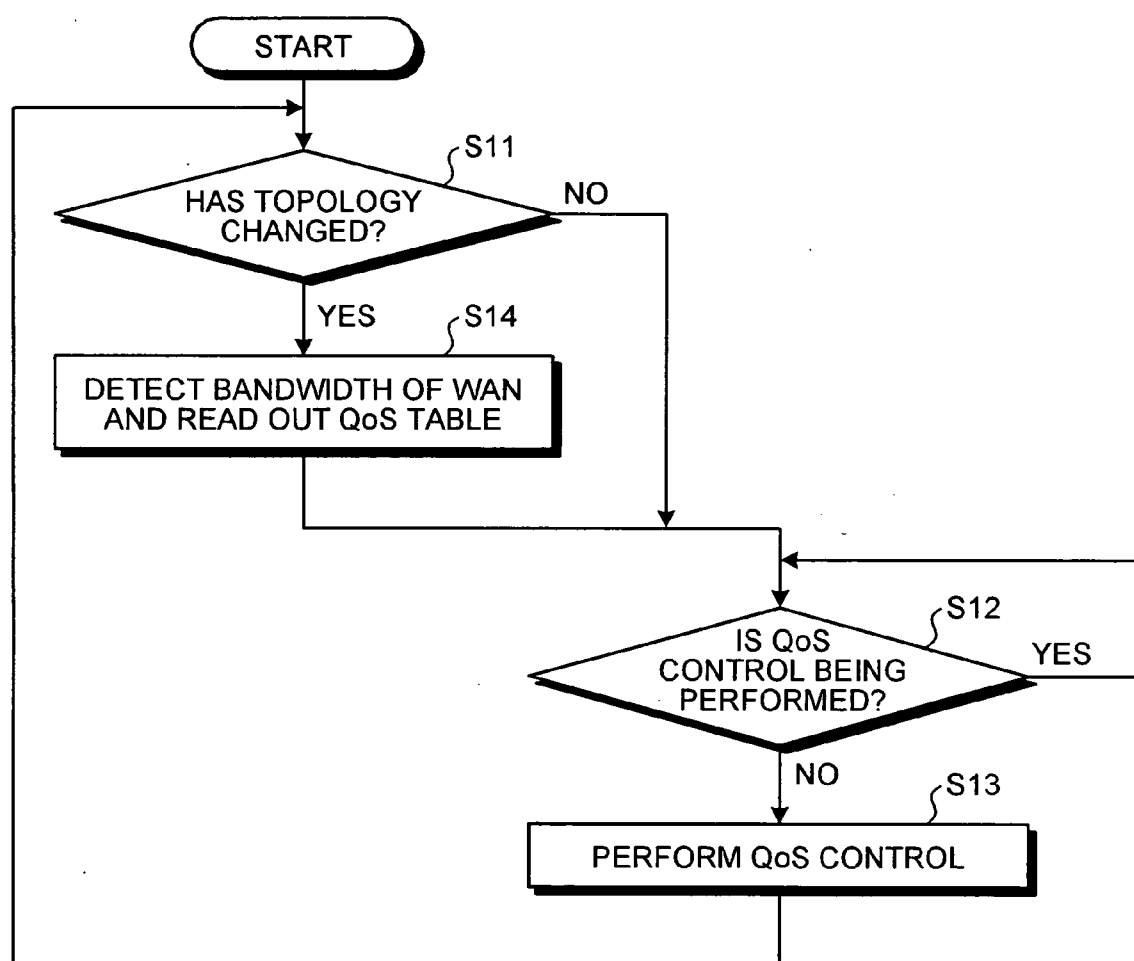 START
S11
HAS TOPOLOGY
CHANGED?
NO
YES
S14
DETECT BANDWIDTH OF WAN
AND READ OUT QoS TABLE
S12
IS QoS
CONTROL BEING
PERFORMED?
YES
NO
S13
PERFORM QoS CONTROL